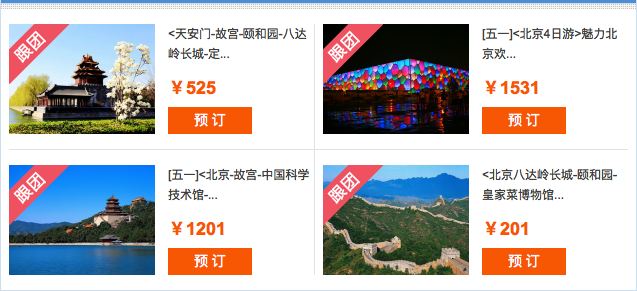 跟团
<天安门-故宫-颐和园-八达
岭长城-定...
￥525
预 订
跟团
[五一]<北京4日游>魅力北
京欢...
￥1531
预 订
跟团
[五一]<北京-故宫-中国科学
技术馆-...
￥1201
预 订
跟团
<北京八达岭长城-颐和园-
皇家菜博物馆...
￥201
预 订